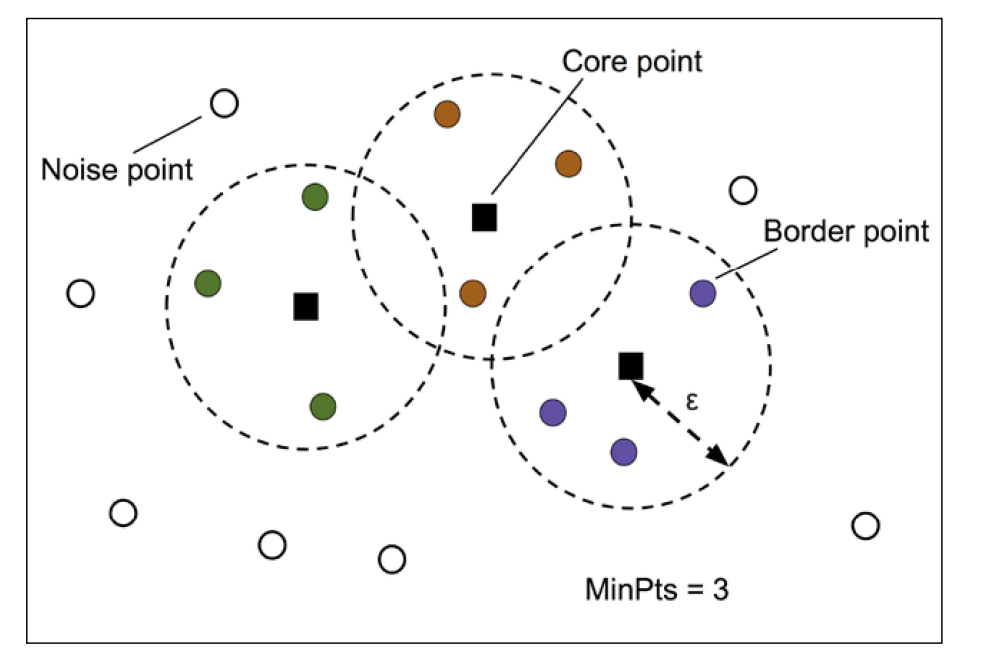 Core point
Noise point
Border point
ε
MinPts = 3